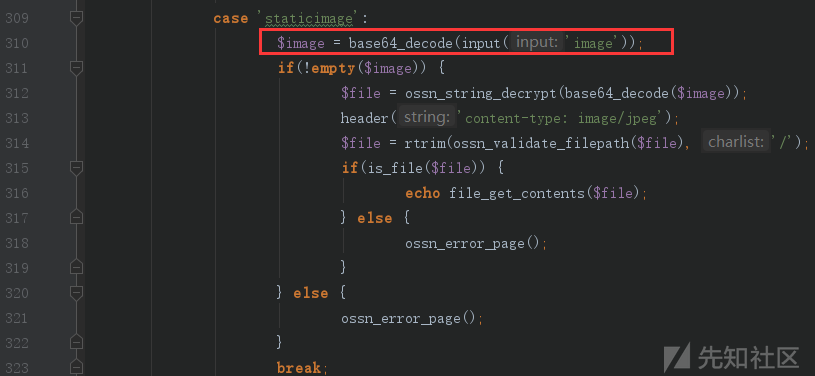 309 case 'staticimage':
310 $image = base64_decode(input( input: 'image'));
311 if(!empty($image)) {
312 $file = ossn_string_decrypt(base64_decode($image));
313 header( string: 'content-type: image/jpeg');
314 $file = rtrim(ossn_validate_filepath($file), charlist: '/');
315 if(is_file($file)) {
316 echo file_get_contents($file);
317 } else {
318 ossn_error_page();
319 }
320 } else {
321 ossn_error_page();
322 }
323 break;
先知社区